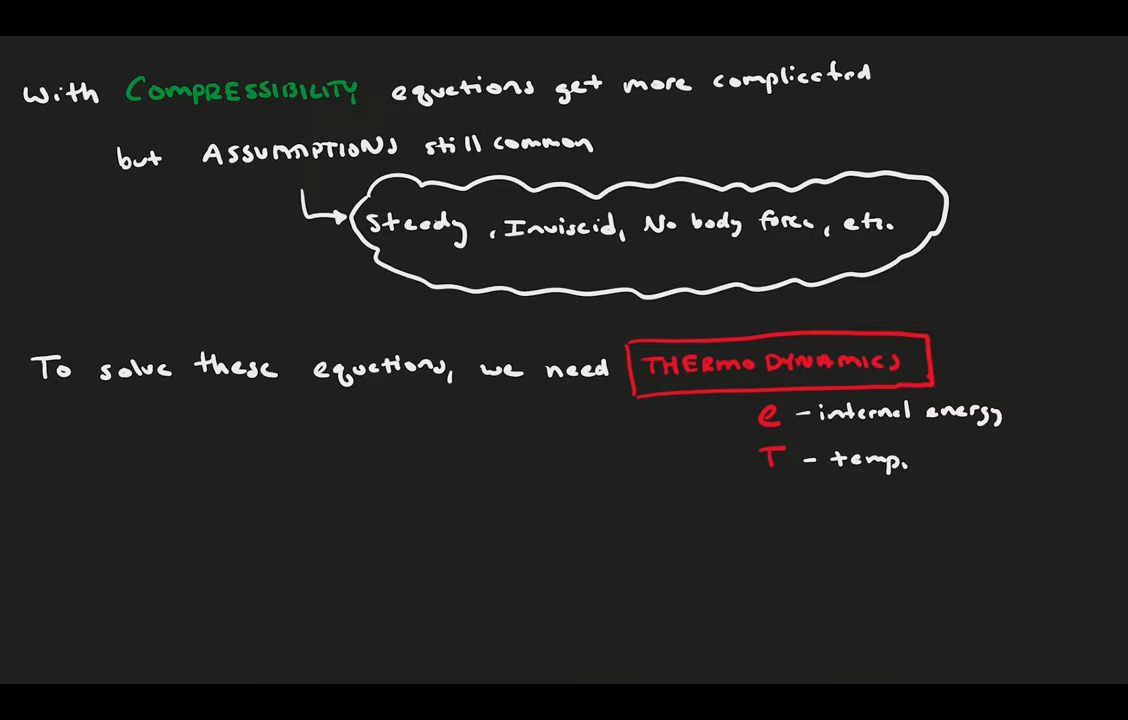 With COMPRESSIBILITY equations get more complicated
but ASSUMPTIONS still common
Steady, Inviscid, No body force, etc.
To solve these equations, we need THERMODYNAMICS
e - internal energy
T - temp.